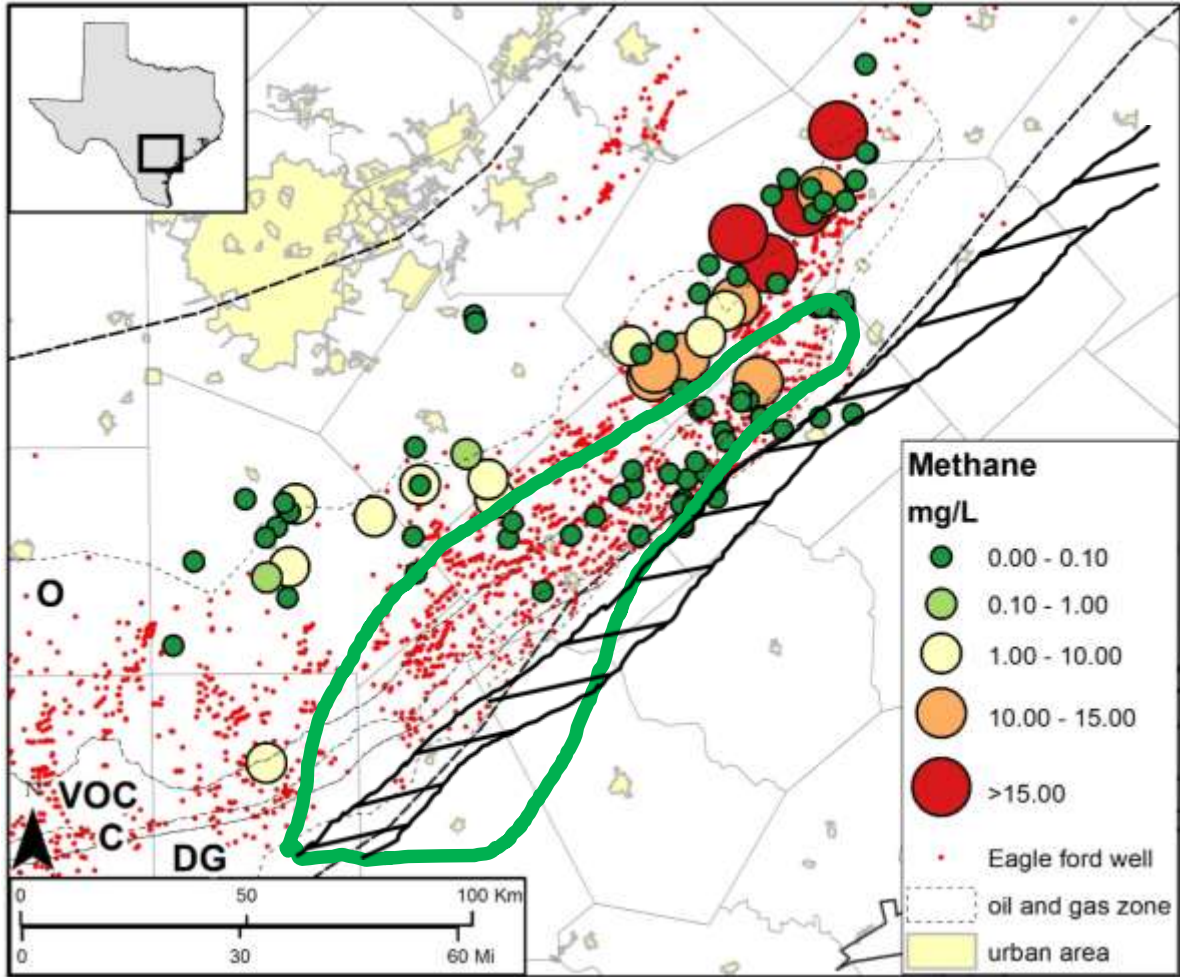 O
VOC
C
DG
N
0 50 100 Km
0 30 60 Mi
Methane
mg/L
0.00 - 0.10
0.10 - 1.00
1.00 - 10.00
10.00 - 15.00
>15.00
Eagle ford well
oil and gas zone
urban area